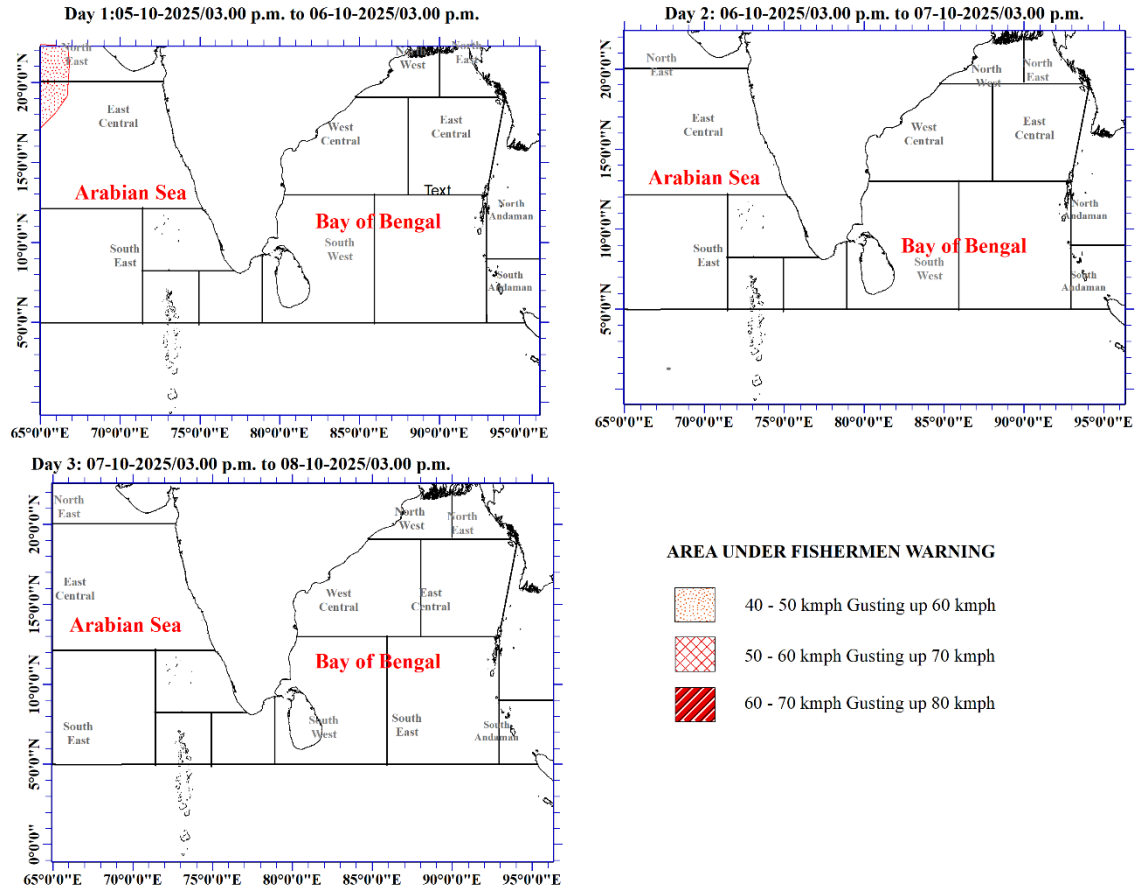 Day 1:05-10-2025/03.00 p.m. to 06-10-2025/03.00 p.m.
North
East
North
West
North
East
East
Central
West
Central
East
Central
Text
Arabian Sea
Bay of Bengal
North
Andaman
South
East
South
West
South
Andaman
20°0'0"N
15°0'0"N
10°0'0"N
5°0'0"N
65°0'0"E 70°0'0"E 75°0'0"E 80°0'0"E 85°0'0"E 90°0'0"E 95°0'0"E
Day 2: 06-10-2025/03.00 p.m. to 07-10-2025/03.00 p.m.
North
East
North
West
North
East
East
Central
West
Central
East
Central
Arabian Sea
Bay of Bengal
North
Andaman
South
East
South
West
South
Andaman
20°0'0"N
15°0'0"N
10°0'0"N
5°0'0"N
65°0'0"E 70°0'0"E 75°0'0"E 80°0'0"E 85°0'0"E 90°0'0"E 95°0'0"E
Day 3: 07-10-2025/03.00 p.m. to 08-10-2025/03.00 p.m.
North
East
North
West
North
East
East
Central
West
Central
East
Central
Arabian Sea
Bay of Bengal
South
East
South
West
South
East
South
Andaman
20°0'0"N
15°0'0"N
10°0'0"N
5°0'0"N
0°0'0"
65°0'0"E 70°0'0"E 75°0'0"E 80°0'0"E 85°0'0"E 90°0'0"E 95°0'0"E
AREA UNDER FISHERMEN WARNING
40 - 50 kmph Gusting up 60 kmph
50 - 60 kmph Gusting up 70 kmph
60 - 70 kmph Gusting up 80 kmph